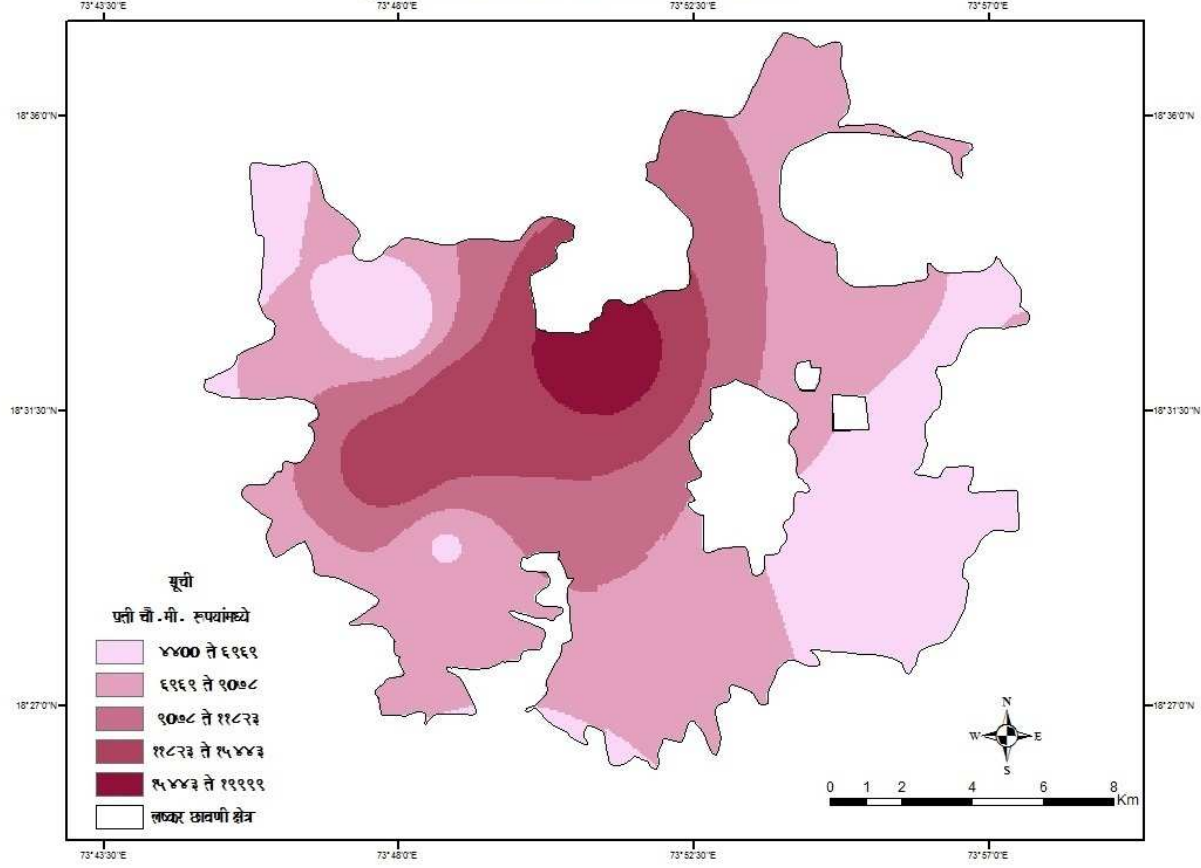 73°43'30"E 73°48'0"E 73°52'30"E 73°57'0"E
18°36'0"N 18°36'0"N
18°31'30"N 18°31'30"N
सूची
प्रती चौ.मी. रूपयांमध्ये
४४०० ते ६९६९
६९६९ ते ९०७८
९०७८ ते ११८२३
११८२३ ते १५४४३
१५४४३ ते १९९९९
लष्कर छावणी क्षेत्र
18°27'0"N 18°27'0"N
N
W E
S
0 1 2 4 6 8
Km
73°43'30"E 73°48'0"E 73°52'30"E 73°57'0"E